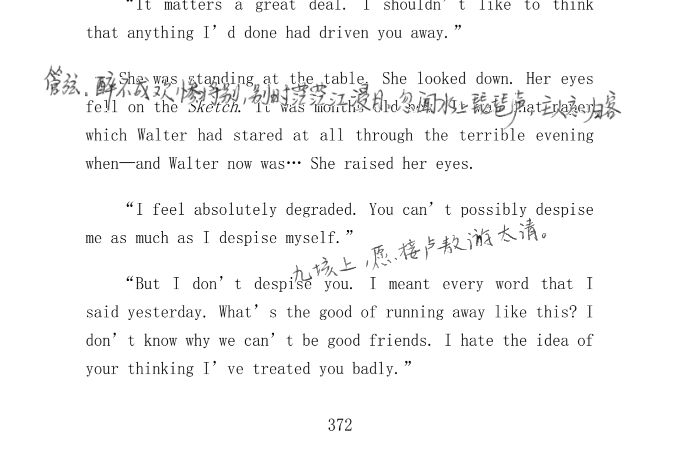 “It matters a great deal. I shouldn’t like to think
that anything I’d done had driven you away.”
She was standing at the table. She looked down. Her eyes
管弦。醉不成欢惨将别,别时茫茫江浸月。忽闻水上琵琶声,主人忘归客
fell on the Sketch. It was months old. that paper
which Walter had stared at all through the terrible evening
when—and Walter now was… She raised her eyes.
“I feel absolutely degraded. You can’t possibly despise
me as much as I despise myself.”
九垓上,愿接卢敖游太清。
“But I don’t despise you. I meant every word that I
said yesterday. What’s the good of running away like this? I
don’t know why we can’t be good friends. I hate the idea of
your thinking I’ve treated you badly.”
372